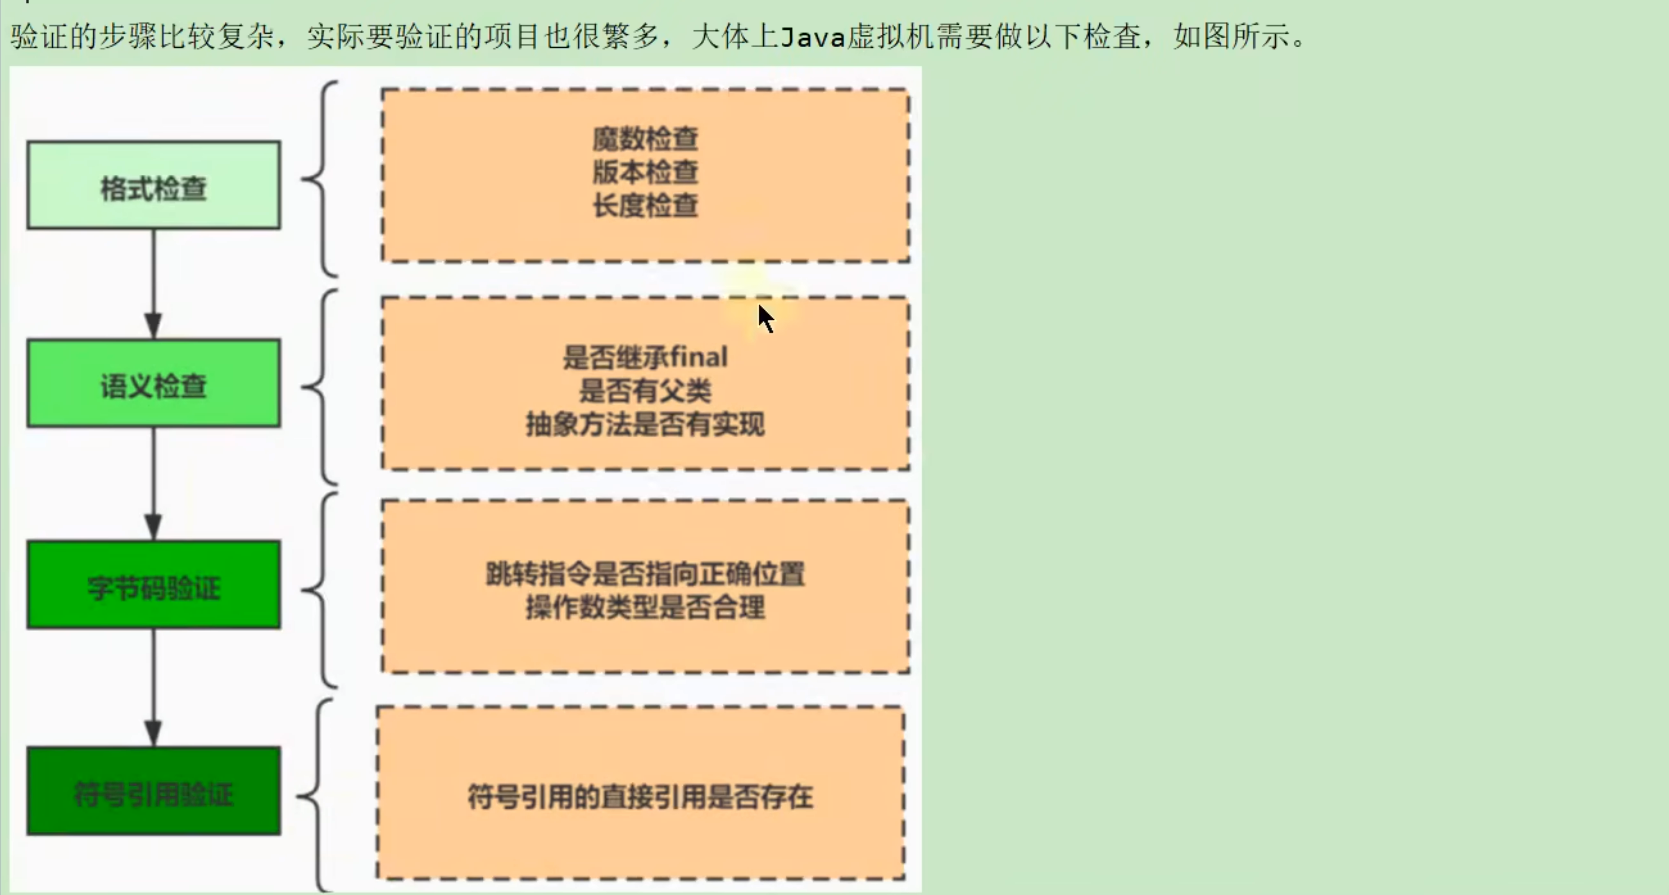 验证的步骤比较复杂，实际要验证的项目也很繁多，大体上Java虚拟机需要做以下检查，如图所示。
格式检查
魔数检查
版本检查
长度检查
语义检查
是否继承final
是否有父类
抽象方法是否有实现
字节码验证
跳转指令是否指向正确位置
操作数类型是否合理
符号引用验证
符号引用的直接引用是否存在